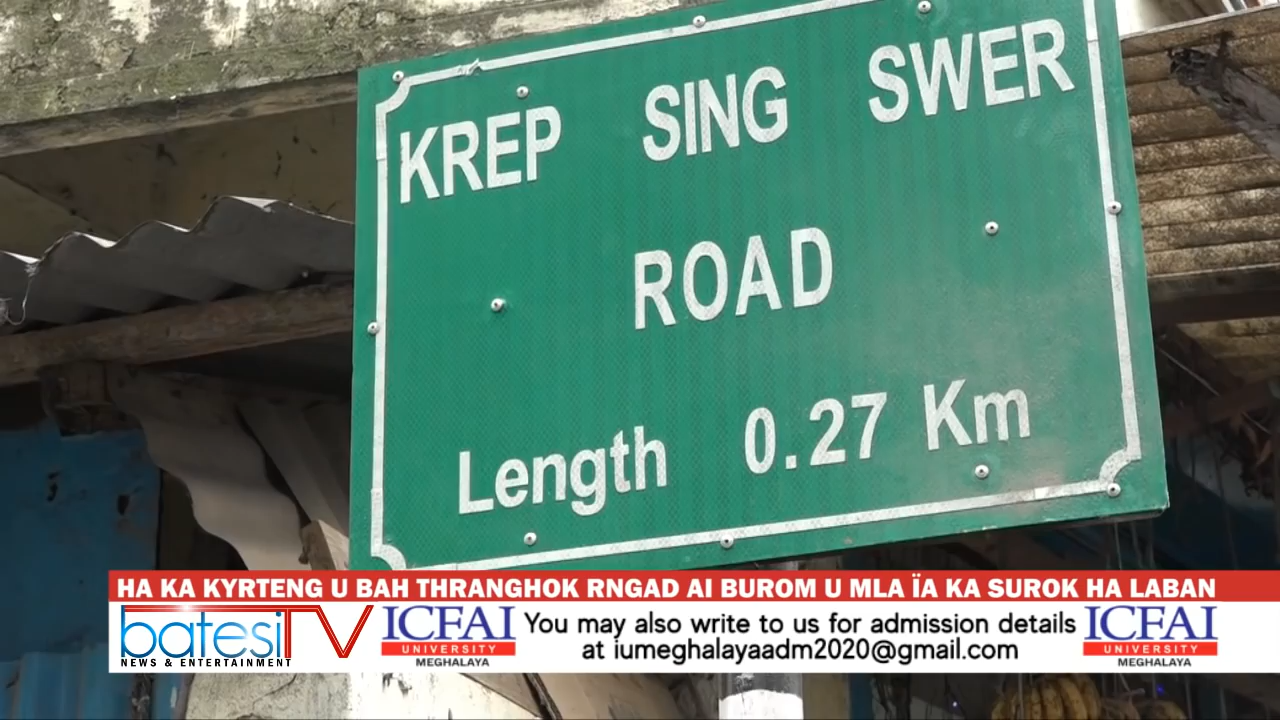 KREP SING SWER
ROAD
Length 0.27 Km
HA KA KYRTENG U BAH THRANGHOK RNGAD AI BUROM U MLA ÏA KA SUROK HA LABAN
batesi TV
NEWS & ENTERTAINMENT
ICFAI
UNIVERSITY
MEGHALAYA
You may also write to us for admission details
at iumeghalayaadm2020@gmail.com
ICFAI
UNIVERSITY
MEGHALAYA